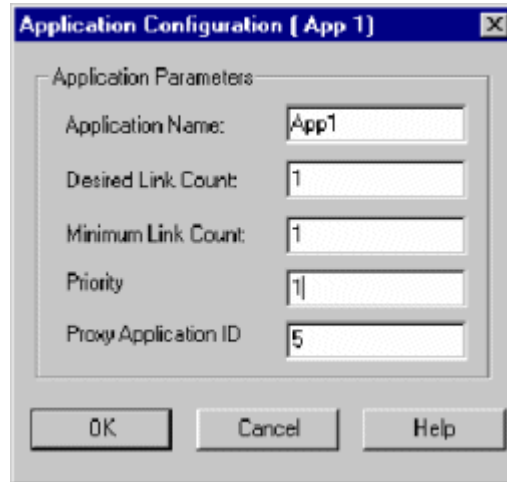 Application Configuration ( App 1)
Application Parameters
Application Name: App1
Desired Link Count: 1
Minimum Link Count: 1
Priority 1
Proxy Application ID 5
OK Cancel Help